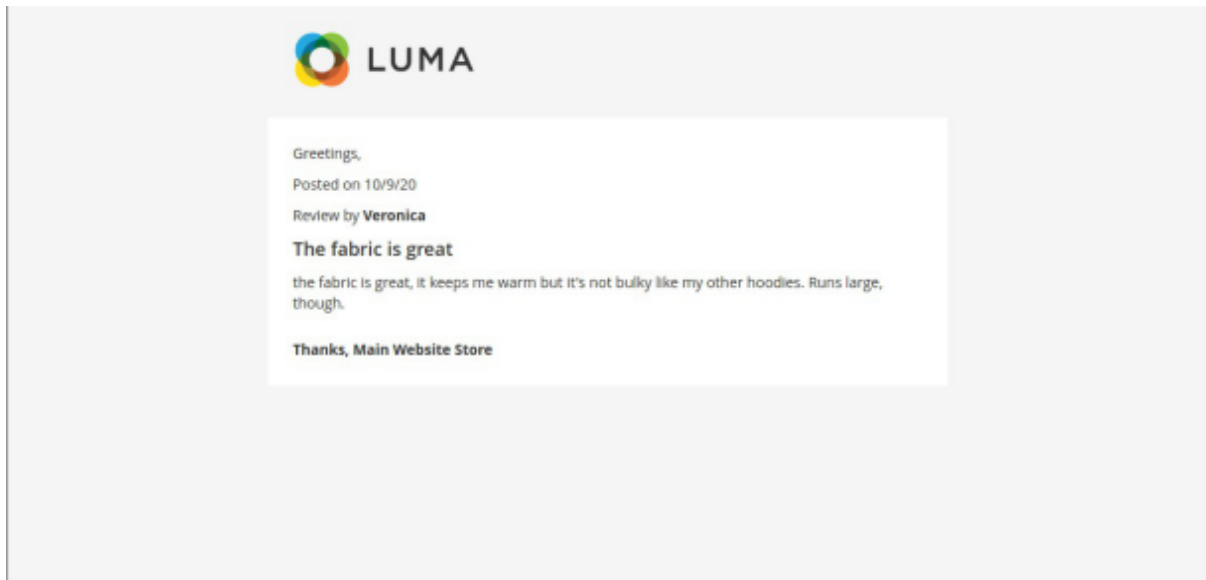 LUMA
Greetings,
Posted on 10/9/20
Review by Veronica
The fabric is great
the fabric is great, it keeps me warm but it's not bulky like my other hoodies. Runs large,
though.
Thanks, Main Website Store